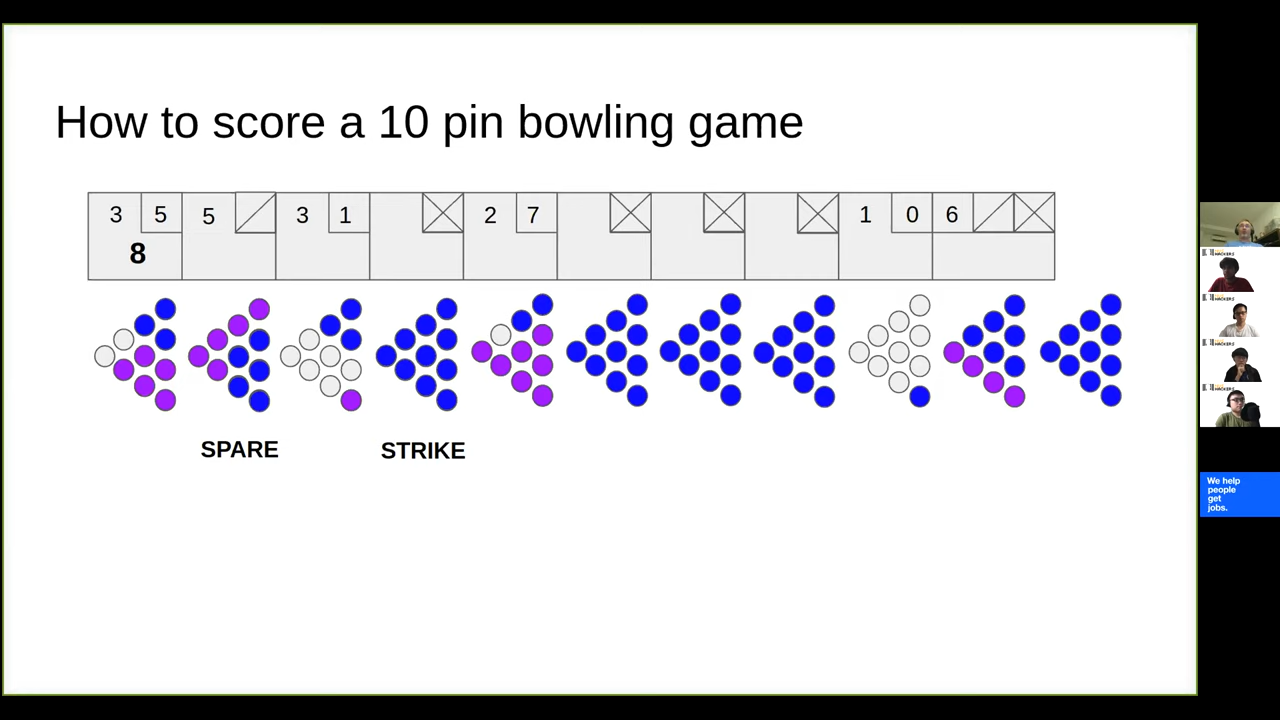 How to score a 10 pin bowling game
3 5 5 3 1 2 7 1 0 6
8
SPARE STRIKE
We help
people
get
jobs.